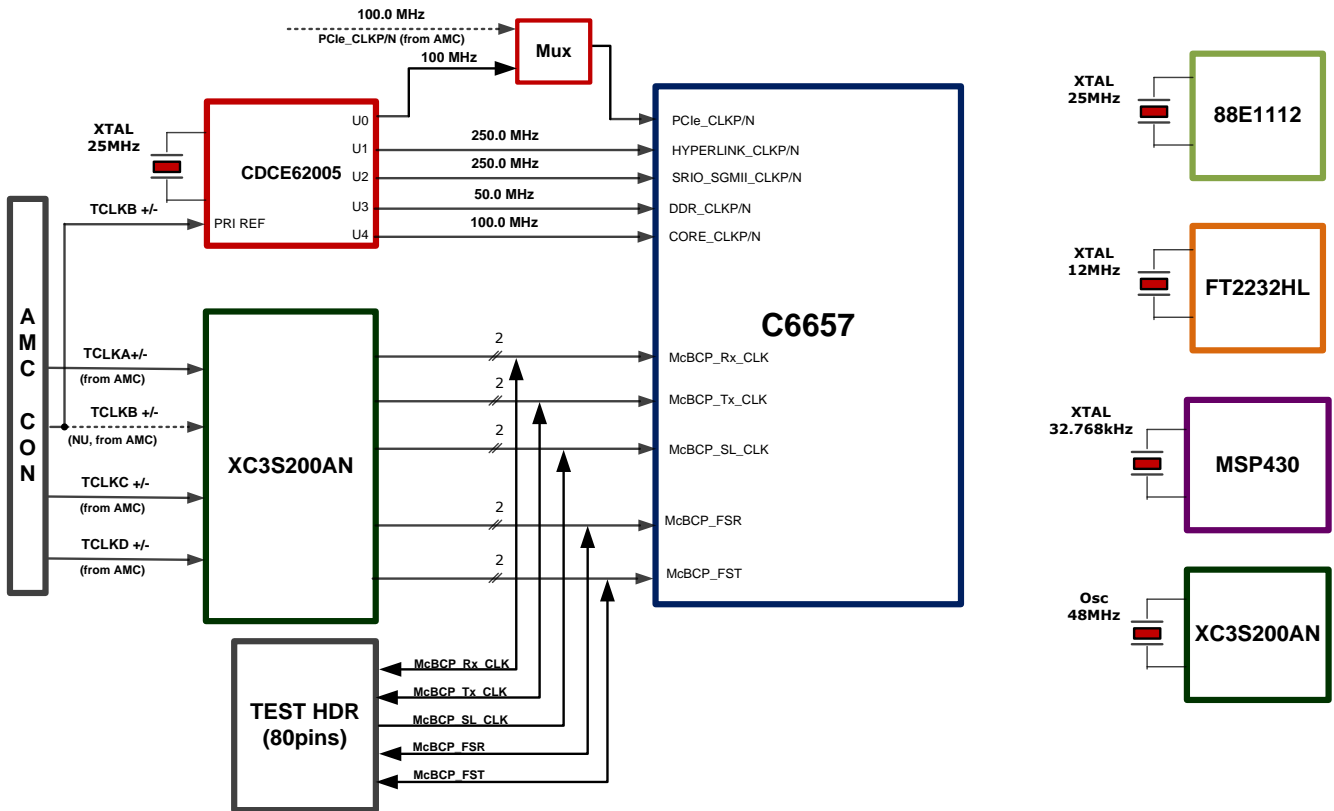 100.0 MHz
PCIe_CLKP/N (from AMC)
100 MHz
Mux
XTAL
25MHz
CDCE62005
U0
U1
U2
U3
U4
PRI REF
TCLKB +/-
250.0 MHz
250.0 MHz
50.0 MHz
100.0 MHz
PCIe_CLKP/N
HYPERLINK_CLKP/N
SRIO_SGMII_CLKP/N
DDR_CLKP/N
CORE_CLKP/N
C6657
AMC CON
TCLKA+/-
(from AMC)
TCLKB +/-
(NU, from AMC)
TCLKC +/-
(from AMC)
TCLKD +/-
(from AMC)
XC3S200AN
2
2
2
2
2
McBCP_Rx_CLK
McBCP_Tx_CLK
McBCP_SL_CLK
McBCP_FSR
McBCP_FST
TEST HDR
(80pins)
McBCP_Rx_CLK
McBCP_Tx_CLK
McBCP_SL_CLK
McBCP_FSR
McBCP_FST
XTAL
25MHz
88E1112
XTAL
12MHz
FT2232HL
XTAL
32.768kHz
MSP430
Osc
48MHz
XC3S200AN